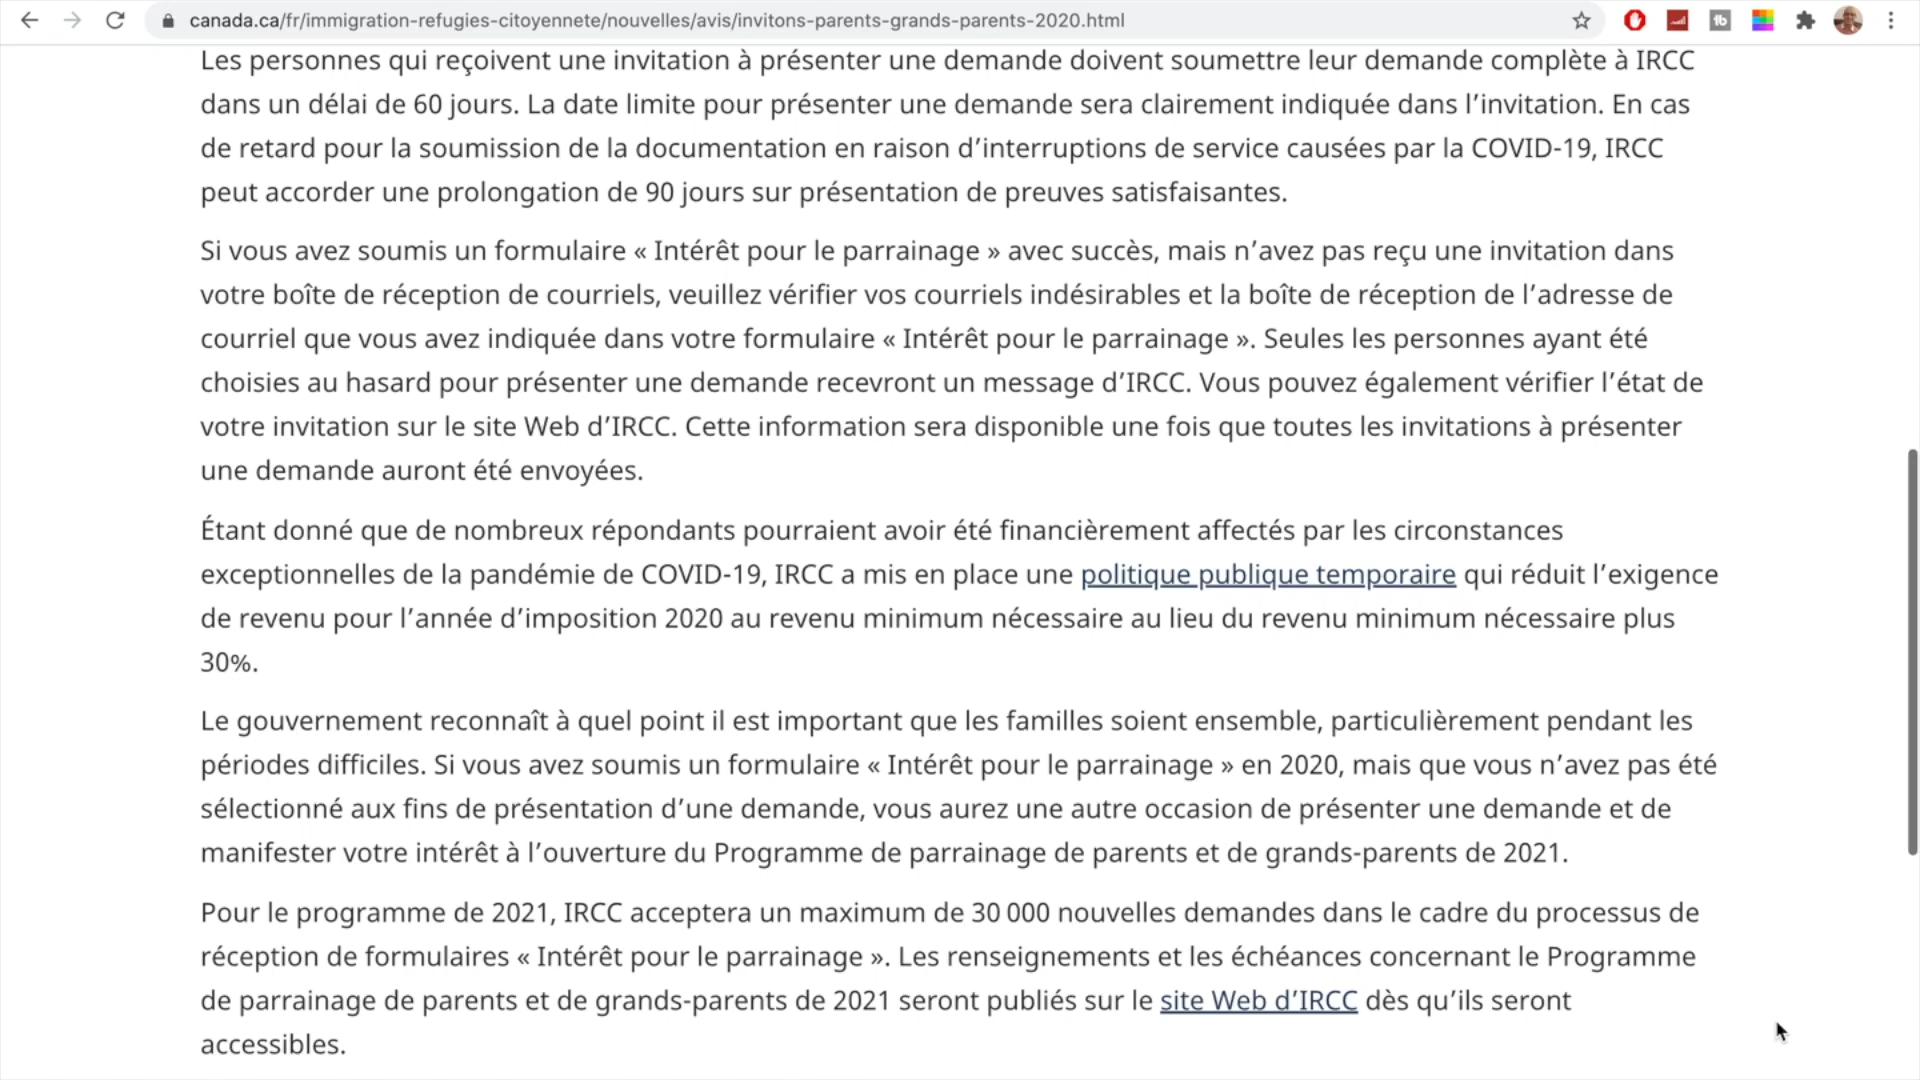 canada.ca/fr/immigration-refugies-citoyennete/nouvelles/avis/invitons-parents-grands-parents-2020.html
Les personnes qui reçoivent une invitation à présenter une demande doivent soumettre leur demande complète à IRCC
dans un délai de 60 jours. La date limite pour présenter une demande sera clairement indiquée dans l’invitation. En cas
de retard pour la soumission de la documentation en raison d’interruptions de service causées par la COVID-19, IRCC
peut accorder une prolongation de 90 jours sur présentation de preuves satisfaisantes.
Si vous avez soumis un formulaire « Intérêt pour le parrainage » avec succès, mais n’avez pas reçu une invitation dans
votre boîte de réception de courriels, veuillez vérifier vos courriels indésirables et la boîte de réception de l’adresse de
courriel que vous avez indiquée dans votre formulaire « Intérêt pour le parrainage ». Seules les personnes ayant été
choisies au hasard pour présenter une demande recevront un message d’IRCC. Vous pouvez également vérifier l’état de
votre invitation sur le site Web d’IRCC. Cette information sera disponible une fois que toutes les invitations à présenter
une demande auront été envoyées.
Étant donné que de nombreux répondants pourraient avoir été financièrement affectés par les circonstances
exceptionnelles de la pandémie de COVID-19, IRCC a mis en place une politique publique temporaire qui réduit l’exigence
de revenu pour l’année d’imposition 2020 au revenu minimum nécessaire au lieu du revenu minimum nécessaire plus
30%.
Le gouvernement reconnaît à quel point il est important que les familles soient ensemble, particulièrement pendant les
périodes difficiles. Si vous avez soumis un formulaire « Intérêt pour le parrainage » en 2020, mais que vous n’avez pas été
sélectionné aux fins de présentation d’une demande, vous aurez une autre occasion de présenter une demande et de
manifester votre intérêt à l’ouverture du Programme de parrainage de parents et de grands-parents de 2021.
Pour le programme de 2021, IRCC acceptera un maximum de 30 000 nouvelles demandes dans le cadre du processus de
réception de formulaires « Intérêt pour le parrainage ». Les renseignements et les échéances concernant le Programme
de parrainage de parents et de grands-parents de 2021 seront publiés sur le site Web d’IRCC dès qu’ils seront
accessibles.